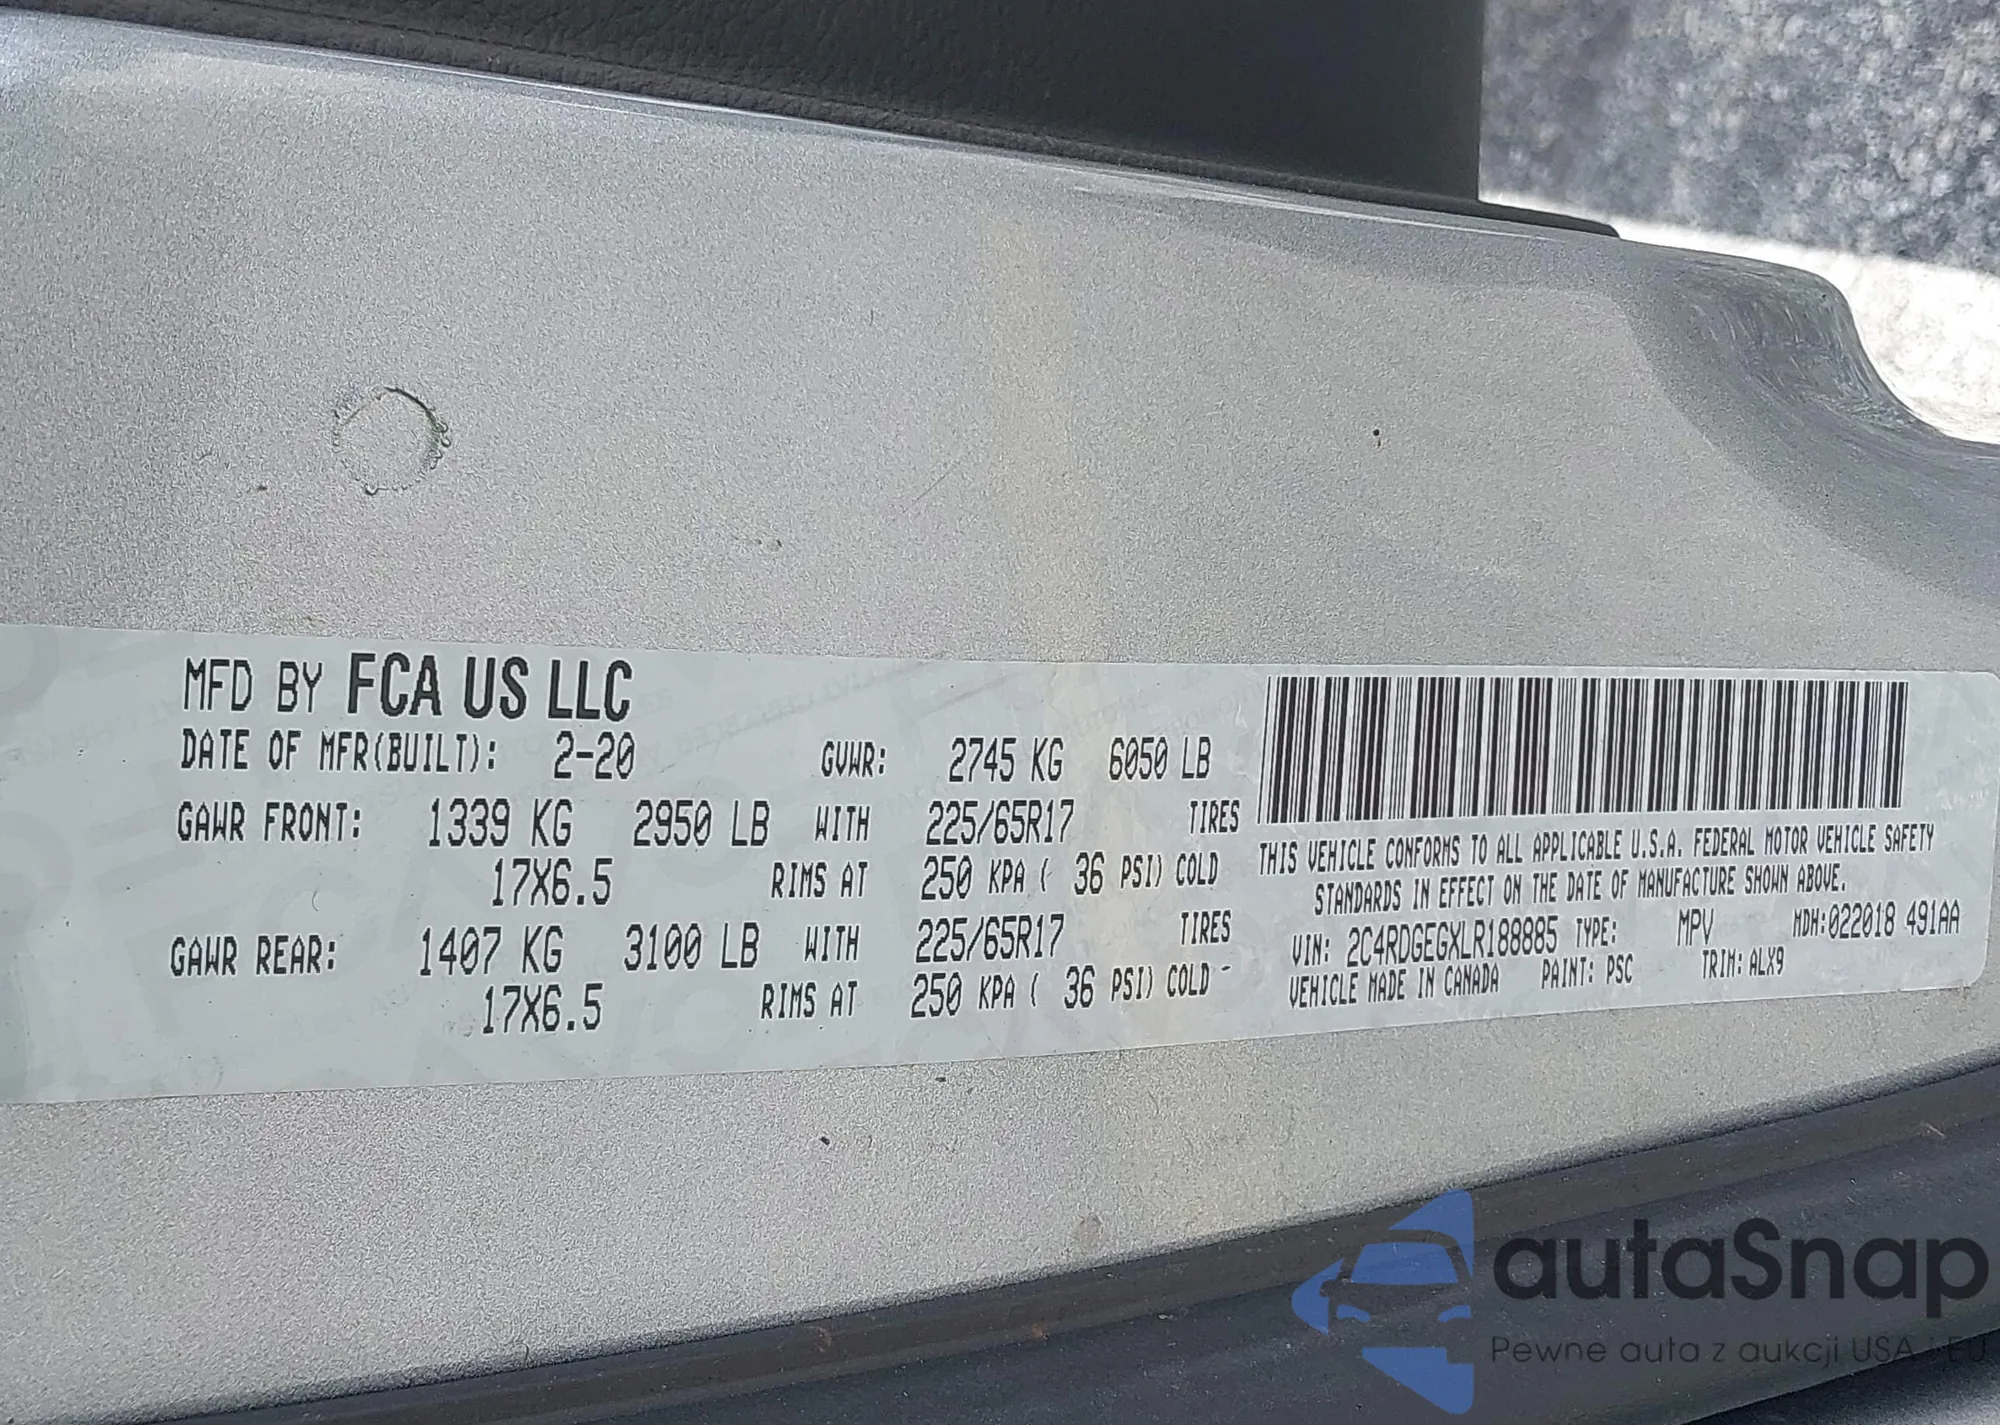 MFD BY FCA US LLC
DATE OF MFR(BUILT): 2-20 GVWR: 2745 KG 6050 LB
GAWR FRONT: 1339 KG 2950 LB WITH 225/65R17 TIRES
17X6.5 RIMS AT 250 KPA ( 36 PSI) COLD
GAWR REAR: 1407 KG 3100 LB WITH 225/65R17 TIRES
17X6.5 RIMS AT 250 KPA ( 36 PSI) COLD
THIS VEHICLE CONFORMS TO ALL APPLICABLE U.S.A. FEDERAL MOTOR VEHICLE SAFETY
STANDARDS IN EFFECT ON THE DATE OF MANUFACTURE SHOWN ABOVE.
VIN: 2C4RDGEGXLR188885 TYPE: MPV MDH:022018 491AA
VEHICLE MADE IN CANADA PAINT: PSC TRIM: ALX9
autaSnap
Pewne auta z aukcji USA i EU